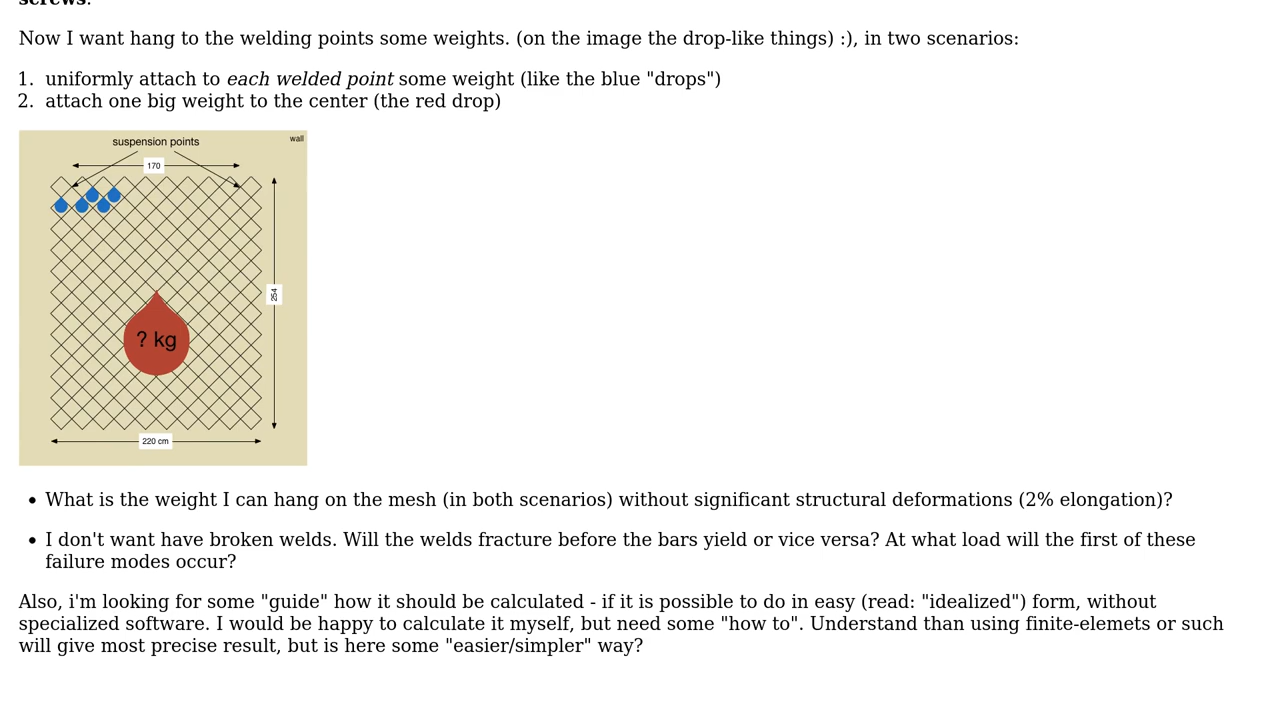 screws.
Now I want hang to the welding points some weights. (on the image the drop-like things) :), in two scenarios:
1. uniformly attach to each welded point some weight (like the blue "drops")
2. attach one big weight to the center (the red drop)
suspension points
wall
170
254
? kg
220 cm
• What is the weight I can hang on the mesh (in both scenarios) without significant structural deformations (2% elongation)?
• I don't want have broken welds. Will the welds fracture before the bars yield or vice versa? At what load will the first of these
failure modes occur?
Also, i'm looking for some "guide" how it should be calculated - if it is possible to do in easy (read: "idealized") form, without
specialized software. I would be happy to calculate it myself, but need some "how to". Understand than using finite-elemets or such
will give most precise result, but is here some "easier/simpler" way?